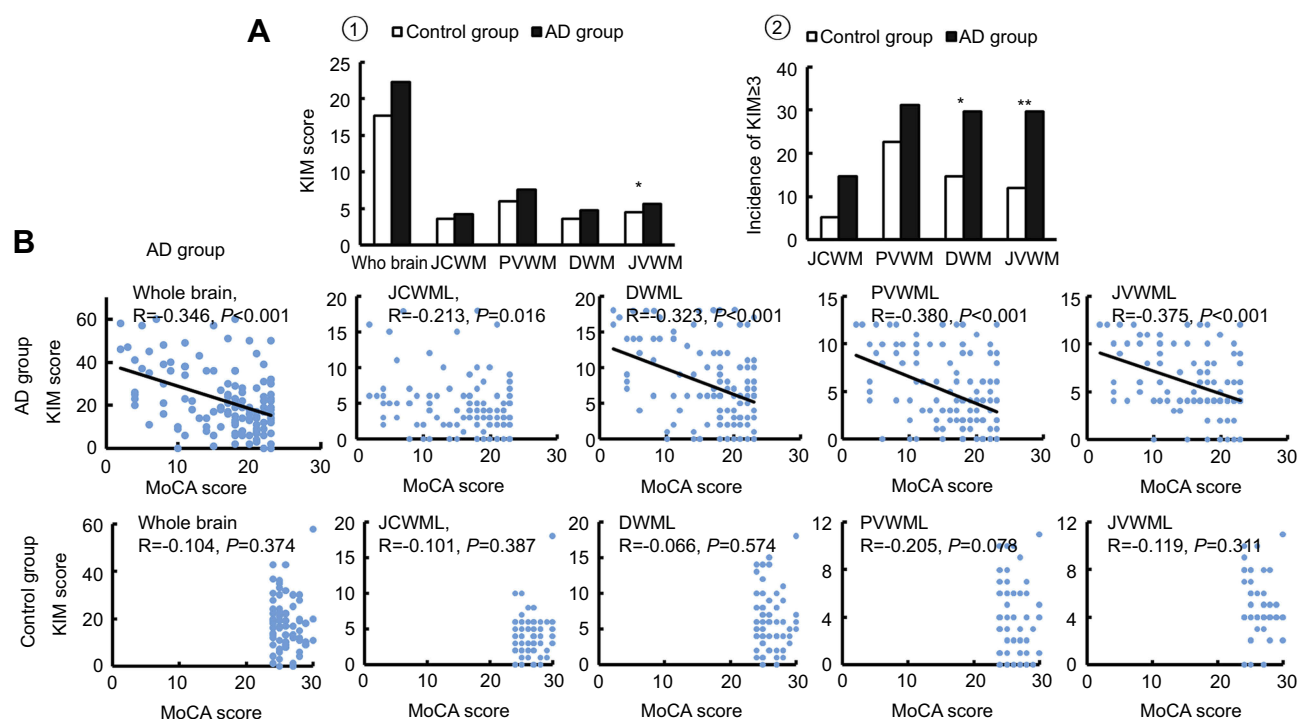 A
① Control group AD group
25
20
15
10
5
0
KIM score
Who brain JCWM PVWM DWM JVWM
*
② Control group AD group
40
30
20
10
0
Incidence of KIM≥3
JCWM PVWM DWM JVWM
* **
B
AD group
AD group
KIM score
Whole brain,
R=-0.346, P<0.001
60
40
20
0
0 10 20 30
MoCA score
JCWML,
R=-0.213, P=0.016
20
15
10
5
0
0 10 20 30
MoCA score
DWML
R=-0.323, P<0.001
20
15
10
5
0
0 10 20 30
MoCA score
PVWML
R=-0.380, P<0.001
15
10
5
0
0 10 20 30
MoCA score
JVWML
R=-0.375, P<0.001
15
10
5
0
0 10 20 30
MoCA score
Control group
KIM score
Whole brain
R=-0.104, P=0.374
60
40
20
0
0 10 20 30
MoCA score
JCWML,
R=-0.101, P=0.387
20
15
10
5
0
0 10 20 30
MoCA score
DWML
R=-0.066, P=0.574
20
15
10
5
0
0 10 20 30
MoCA score
PVWML
R=-0.205, P=0.078
12
8
4
0
0 10 20 30
MoCA score
JVWML
R=-0.119, P=0.311
12
8
4
0
0 10 20 30
MoCA score